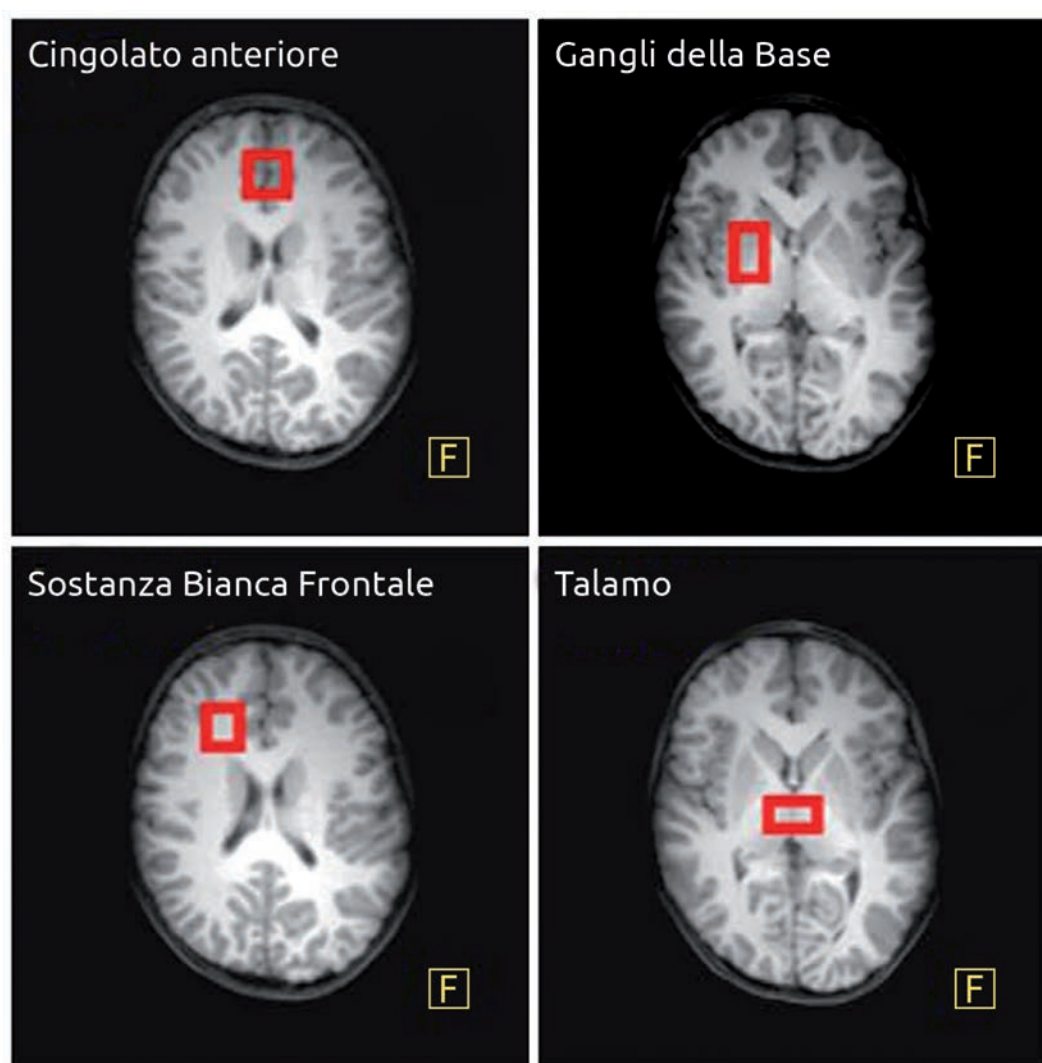 Cingolato anteriore
Gangli della Base
F
F
Sostanza Bianca Frontale
Talamo
F
F